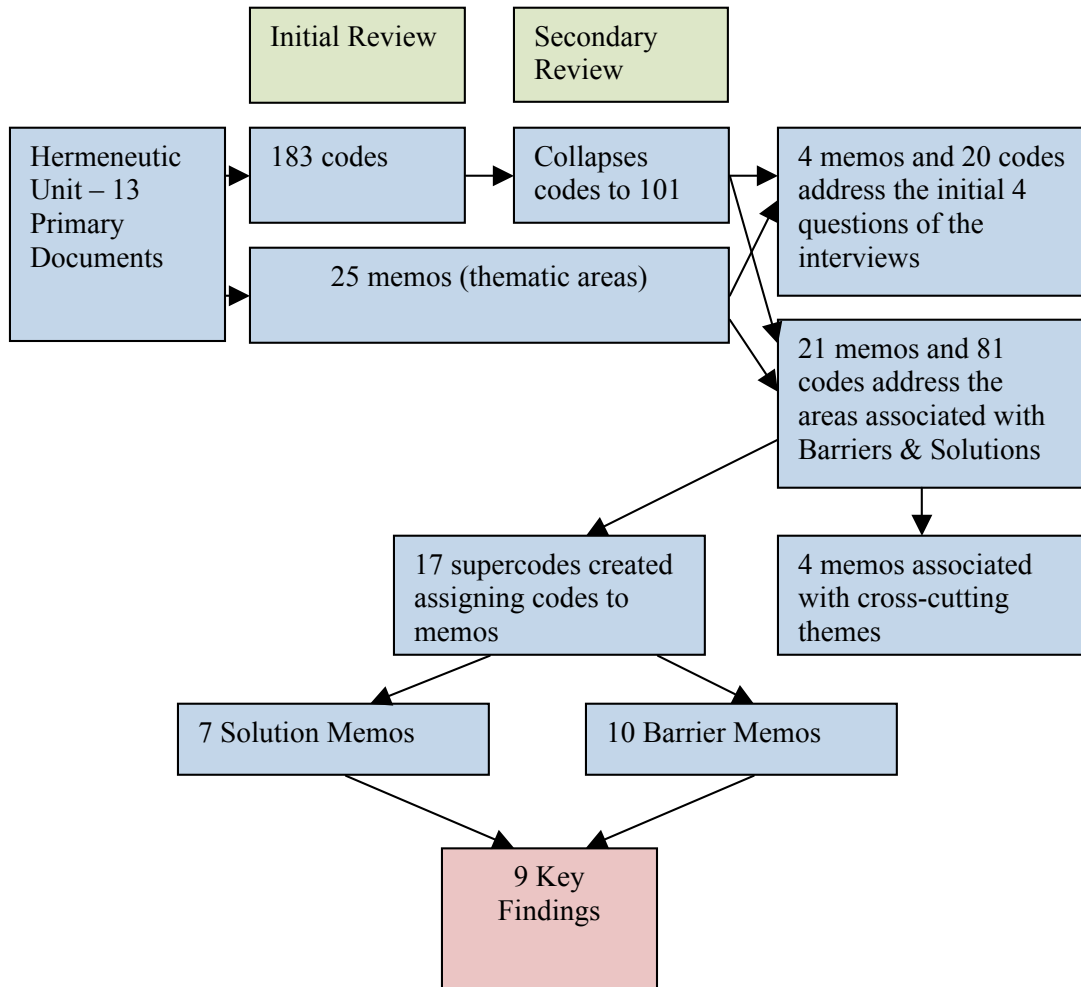 Initial Review
Secondary
Review
Hermeneutic
Unit – 13
Primary
Documents
183 codes
Collapses
codes to 101
4 memos and 20 codes
address the initial 4
questions of the
interviews
25 memos (thematic areas)
21 memos and 81
codes address the
areas associated with
Barriers & Solutions
17 supercodes created
assigning codes to
memos
4 memos associated
with cross-cutting
themes
7 Solution Memos
10 Barrier Memos
9 Key
Findings